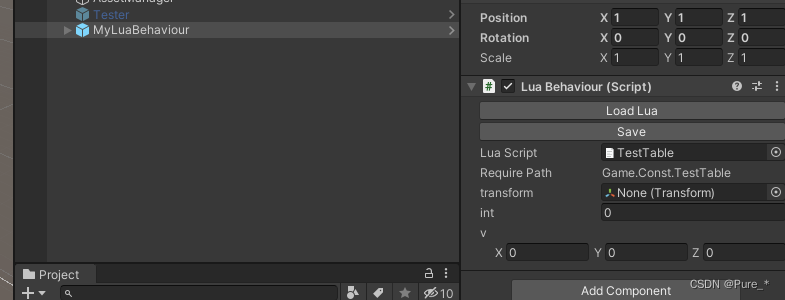 AssetManager
Tester
MyLuaBehaviour
Project
10
Position X 1 Y 1 Z 1
Rotation X 0 Y 0 Z 0
Scale X 1 Y 1 Z 1
Lua Behaviour (Script)
Load Lua
Save
Lua Script TestTable
Require Path Game.Const.TestTable
transform None (Transform)
int 0
v
X 0 Y 0 Z 0
Add Component
CSDN @Pure_*